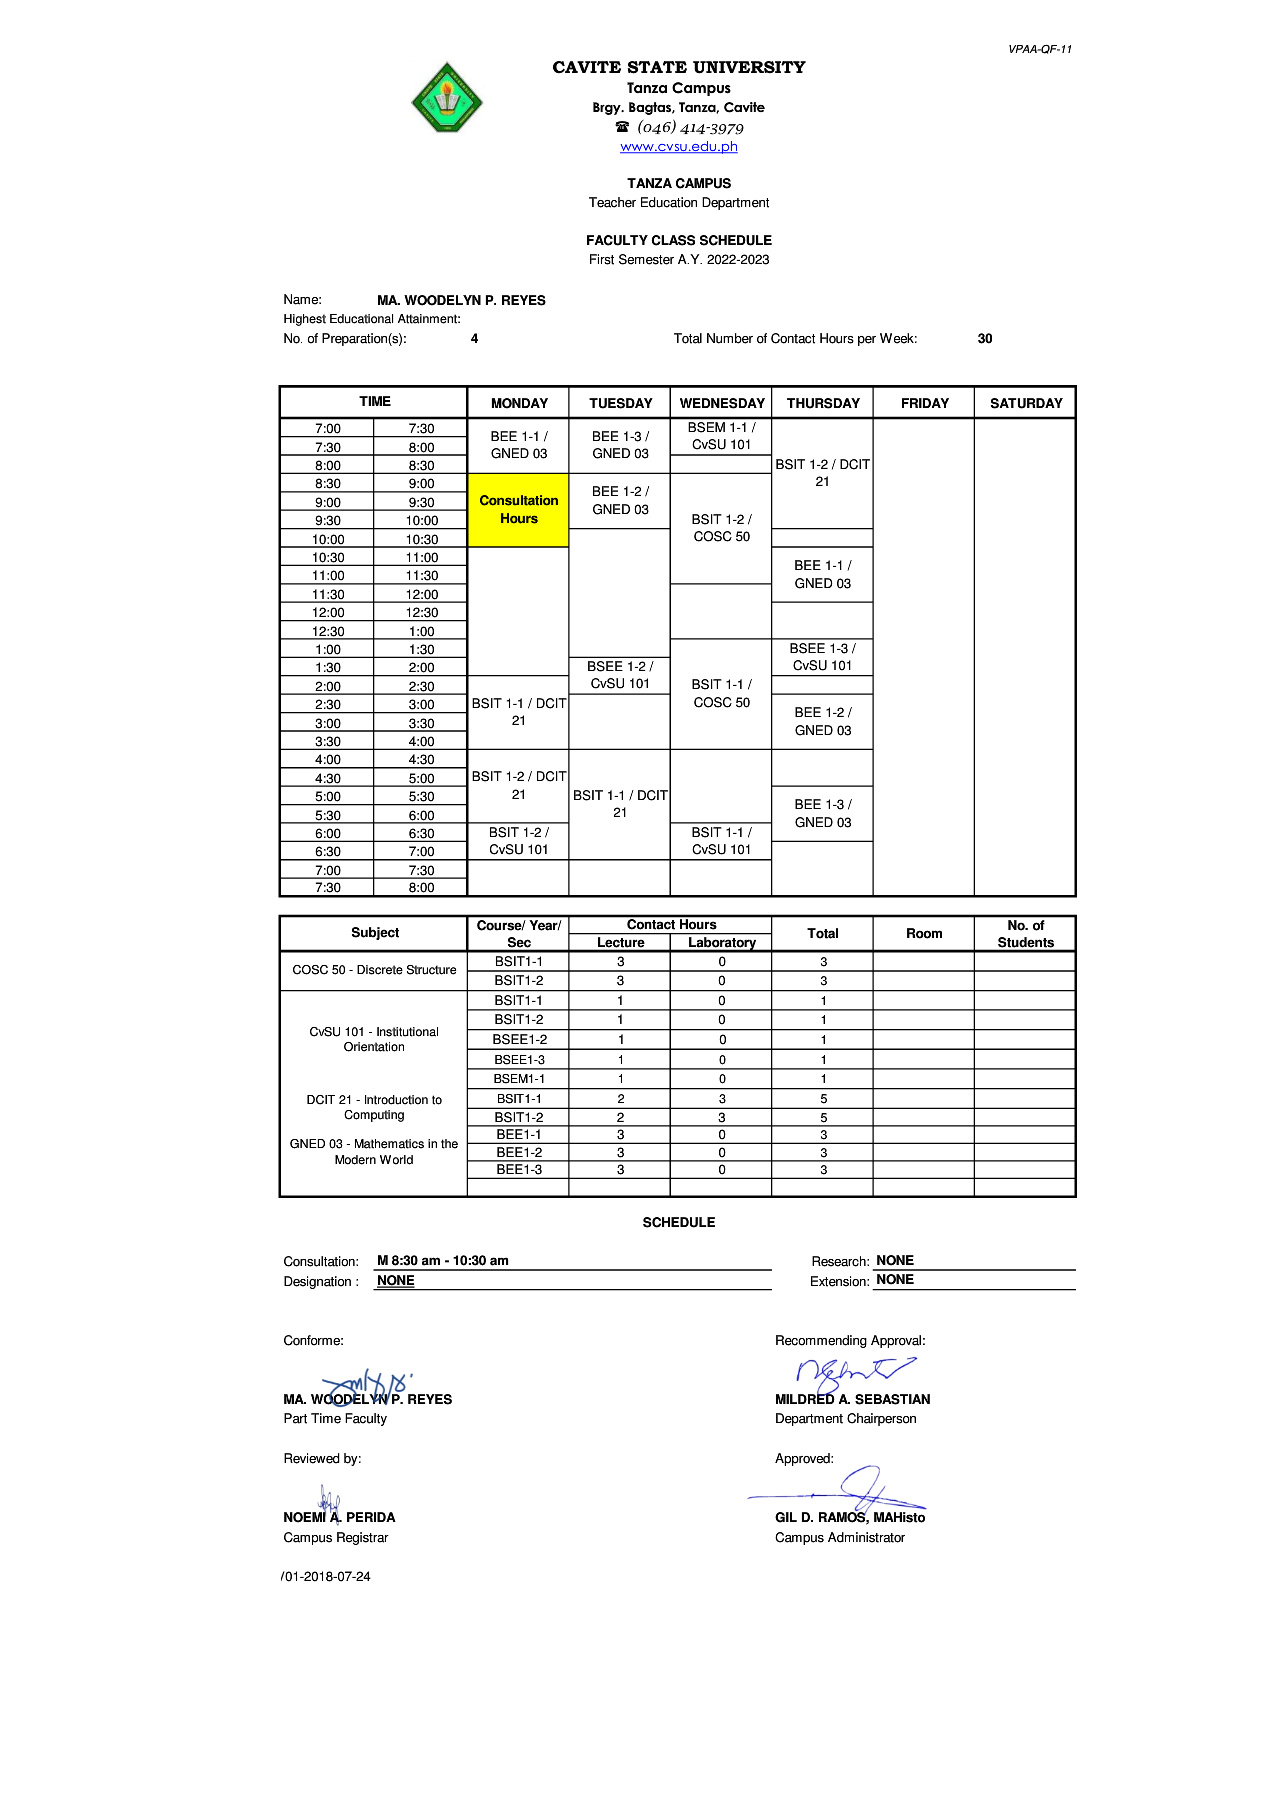 VPAA-QF-11
CAVITE STATE UNIVERSITY
Tanza Campus
Brgy. Bagtas, Tanza, Cavite
☎ (046) 414-3979
www.cvsu.edu.ph
TANZA CAMPUS
Teacher Education Department
FACULTY CLASS SCHEDULE
First Semester A.Y. 2022-2023
Name: MA. WOODELYN P. REYES
Highest Educational Attainment:
No. of Preparation(s): 4 Total Number of Contact Hours per Week: 30
TIME MONDAY TUESDAY WEDNESDAY THURSDAY FRIDAY SATURDAY
7:00 7:30
7:30 8:00
8:00 8:30
8:30 9:00
9:00 9:30
9:30 10:00
10:00 10:30
10:30 11:00
11:00 11:30
11:30 12:00
12:00 12:30
12:30 1:00
1:00 1:30
1:30 2:00
2:00 2:30
2:30 3:00
3:00 3:30
3:30 4:00
4:00 4:30
4:30 5:00
5:00 5:30
5:30 6:00
6:00 6:30
6:30 7:00
7:00 7:30
7:30 8:00
BEE 1-1 /
GNED 03
Consultation
Hours
BSIT 1-1 / DCIT
21
BSIT 1-2 / DCIT
21
BSIT 1-2 /
CvSU 101
BEE 1-3 /
GNED 03
BEE 1-2 /
GNED 03
BSEE 1-2 /
CvSU 101
BSIT 1-1 / DCIT
21
BSEM 1-1 /
CvSU 101
BSIT 1-2 /
COSC 50
BSIT 1-1 /
COSC 50
BSIT 1-1 /
CvSU 101
BSIT 1-2 / DCIT
21
BEE 1-1 /
GNED 03
BSEE 1-3 /
CvSU 101
BEE 1-2 /
GNED 03
BEE 1-3 /
GNED 03
Subject
Course/ Year/
Sec
Contact Hours
Lecture Laboratory
Total
Room
No. of
Students
COSC 50 - Discrete Structure
BSIT1-1 3 0 3
BSIT1-2 3 0 3
CvSU 101 - Institutional
Orientation
BSIT1-1 1 0 1
BSIT1-2 1 0 1
BSEE1-2 1 0 1
BSEE1-3 1 0 1
BSEM1-1 1 0 1
DCIT 21 - Introduction to
Computing
BSIT1-1 2 3 5
BSIT1-2 2 3 5
GNED 03 - Mathematics in the
Modern World
BEE1-1 3 0 3
BEE1-2 3 0 3
BEE1-3 3 0 3
SCHEDULE
Consultation: M 8:30 am - 10:30 am Research: NONE
Designation : NONE Extension: NONE
Conforme: Recommending Approval:
MA. WOODELYN P. REYES MILDRED A. SEBASTIAN
Part Time Faculty Department Chairperson
Reviewed by: Approved:
NOEMI A. PERIDA GIL D. RAMOS, MAHisto
Campus Registrar Campus Administrator
/01-2018-07-24